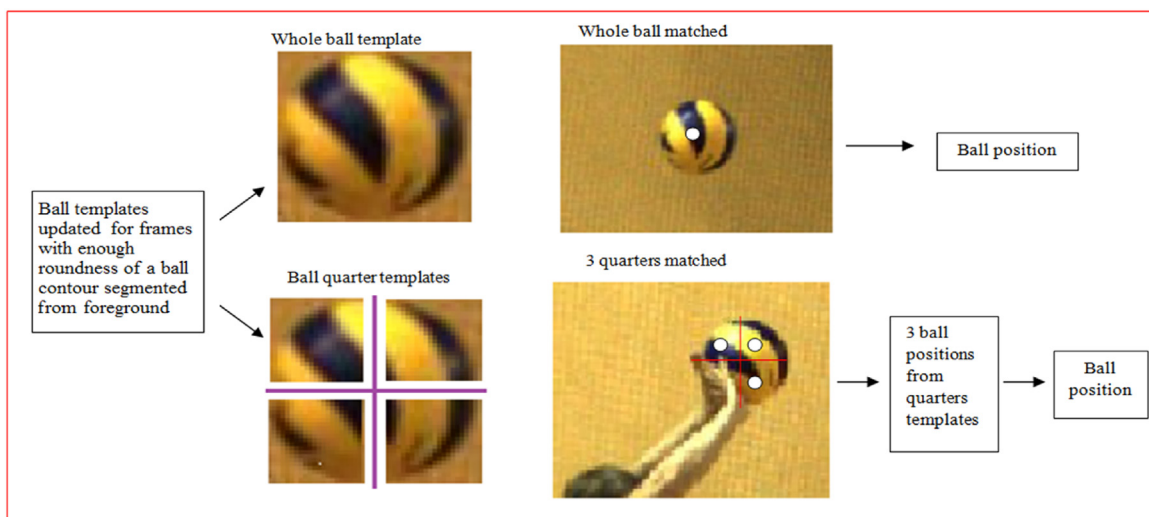 Whole ball template
Whole ball matched
Ball position
Ball templates
updated for frames
with enough
roundness of a ball
contour segmented
from foreground
Ball quarter templates
3 quarters matched
3 ball
positions
from
quarters
templates
Ball
position